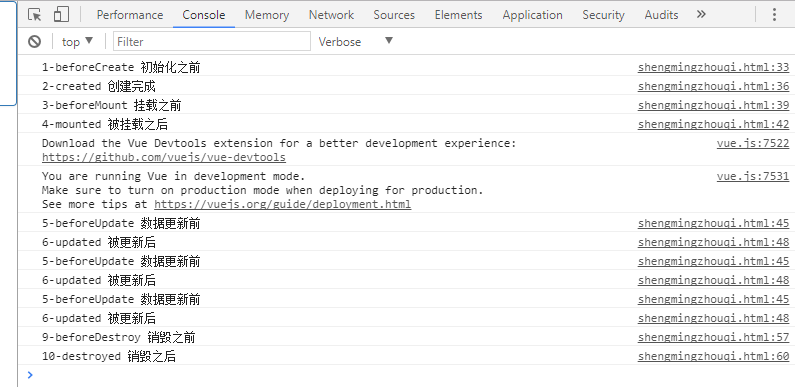 Performance Console Memory Network Sources Elements Application Security Audits »
top ▼ Filter Verbose ▼
1-beforeCreate 初始化之前 shengmingzhouqi.html:33
2-created 创建完成 shengmingzhouqi.html:36
3-beforeMount 挂载之前 shengmingzhouqi.html:39
4-mounted 被挂载之后 shengmingzhouqi.html:42
Download the Vue Devtools extension for a better development experience: vue.js:7522
https://github.com/vuejs/vue-devtools
You are running Vue in development mode. vue.js:7531
Make sure to turn on production mode when deploying for production.
See more tips at https://vuejs.org/guide/deployment.html
5-beforeUpdate 数据更新前 shengmingzhouqi.html:45
6-updated 被更新后 shengmingzhouqi.html:48
5-beforeUpdate 数据更新前 shengmingzhouqi.html:45
6-updated 被更新后 shengmingzhouqi.html:48
5-beforeUpdate 数据更新前 shengmingzhouqi.html:45
6-updated 被更新后 shengmingzhouqi.html:48
9-beforeDestroy 销毁之前 shengmingzhouqi.html:57
10-destroyed 销毁之后 shengmingzhouqi.html:60